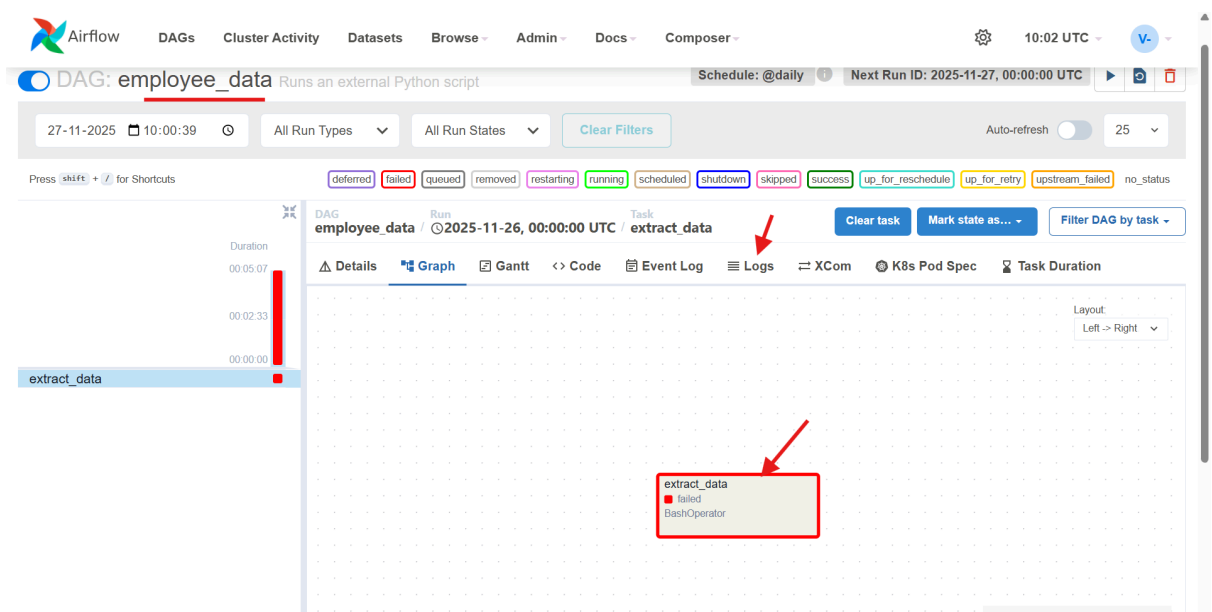 Airflow DAGs Cluster Activity Datasets Browse Admin Docs Composer 10:02 UTC V-
DAG: employee_data Runs an external Python script Schedule: @daily Next Run ID: 2025-11-27, 00:00:00 UTC
27-11-2025 10:00:39 All Run Types All Run States Clear Filters Auto-refresh 25
Press shift + / for Shortcuts deferred failed queued removed restarting running scheduled shutdown skipped success up_for_reschedule up_for_retry upstream_failed no_status
DAG Run Task
employee_data / 2025-11-26, 00:00:00 UTC / extract_data Clear task Mark state as... Filter DAG by task
Duration
00:05:07
00:02:33
00:00:00
extract_data
Details Graph Gantt Code Event Log Logs XCom K8s Pod Spec Task Duration
Layout:
Left -> Right
extract_data
failed
BashOperator